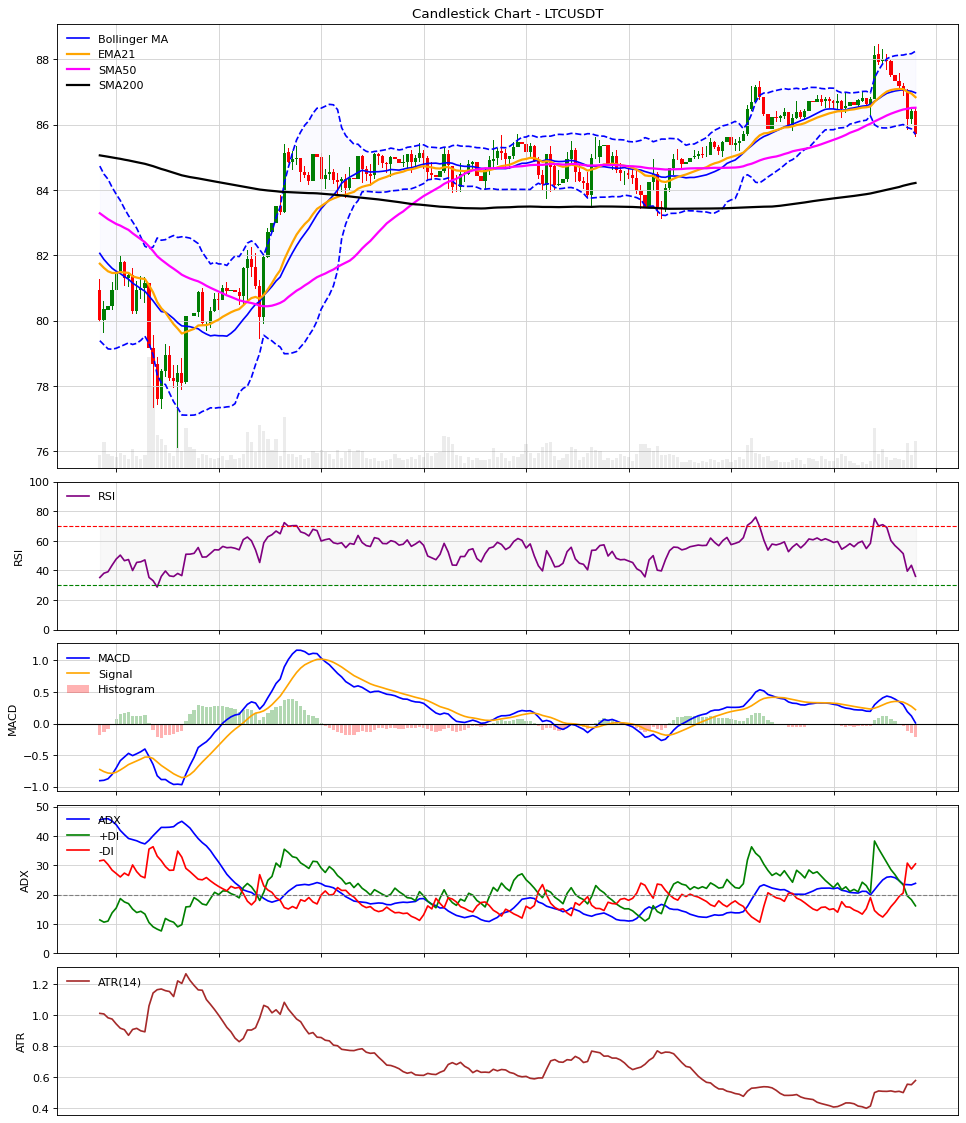 Candlestick Chart - LTCUSDT
Bollinger MA
EMA21
SMA50
SMA200
88
86
84
82
80
78
76
RSI
RSI
100
80
60
40
20
0
MACD
Signal
Histogram
MACD
1.0
0.5
0.0
−0.5
−1.0
ADX
+DI
-DI
ADX
50
40
30
20
10
0
ATR(14)
ATR
1.2
1.0
0.8
0.6
0.4